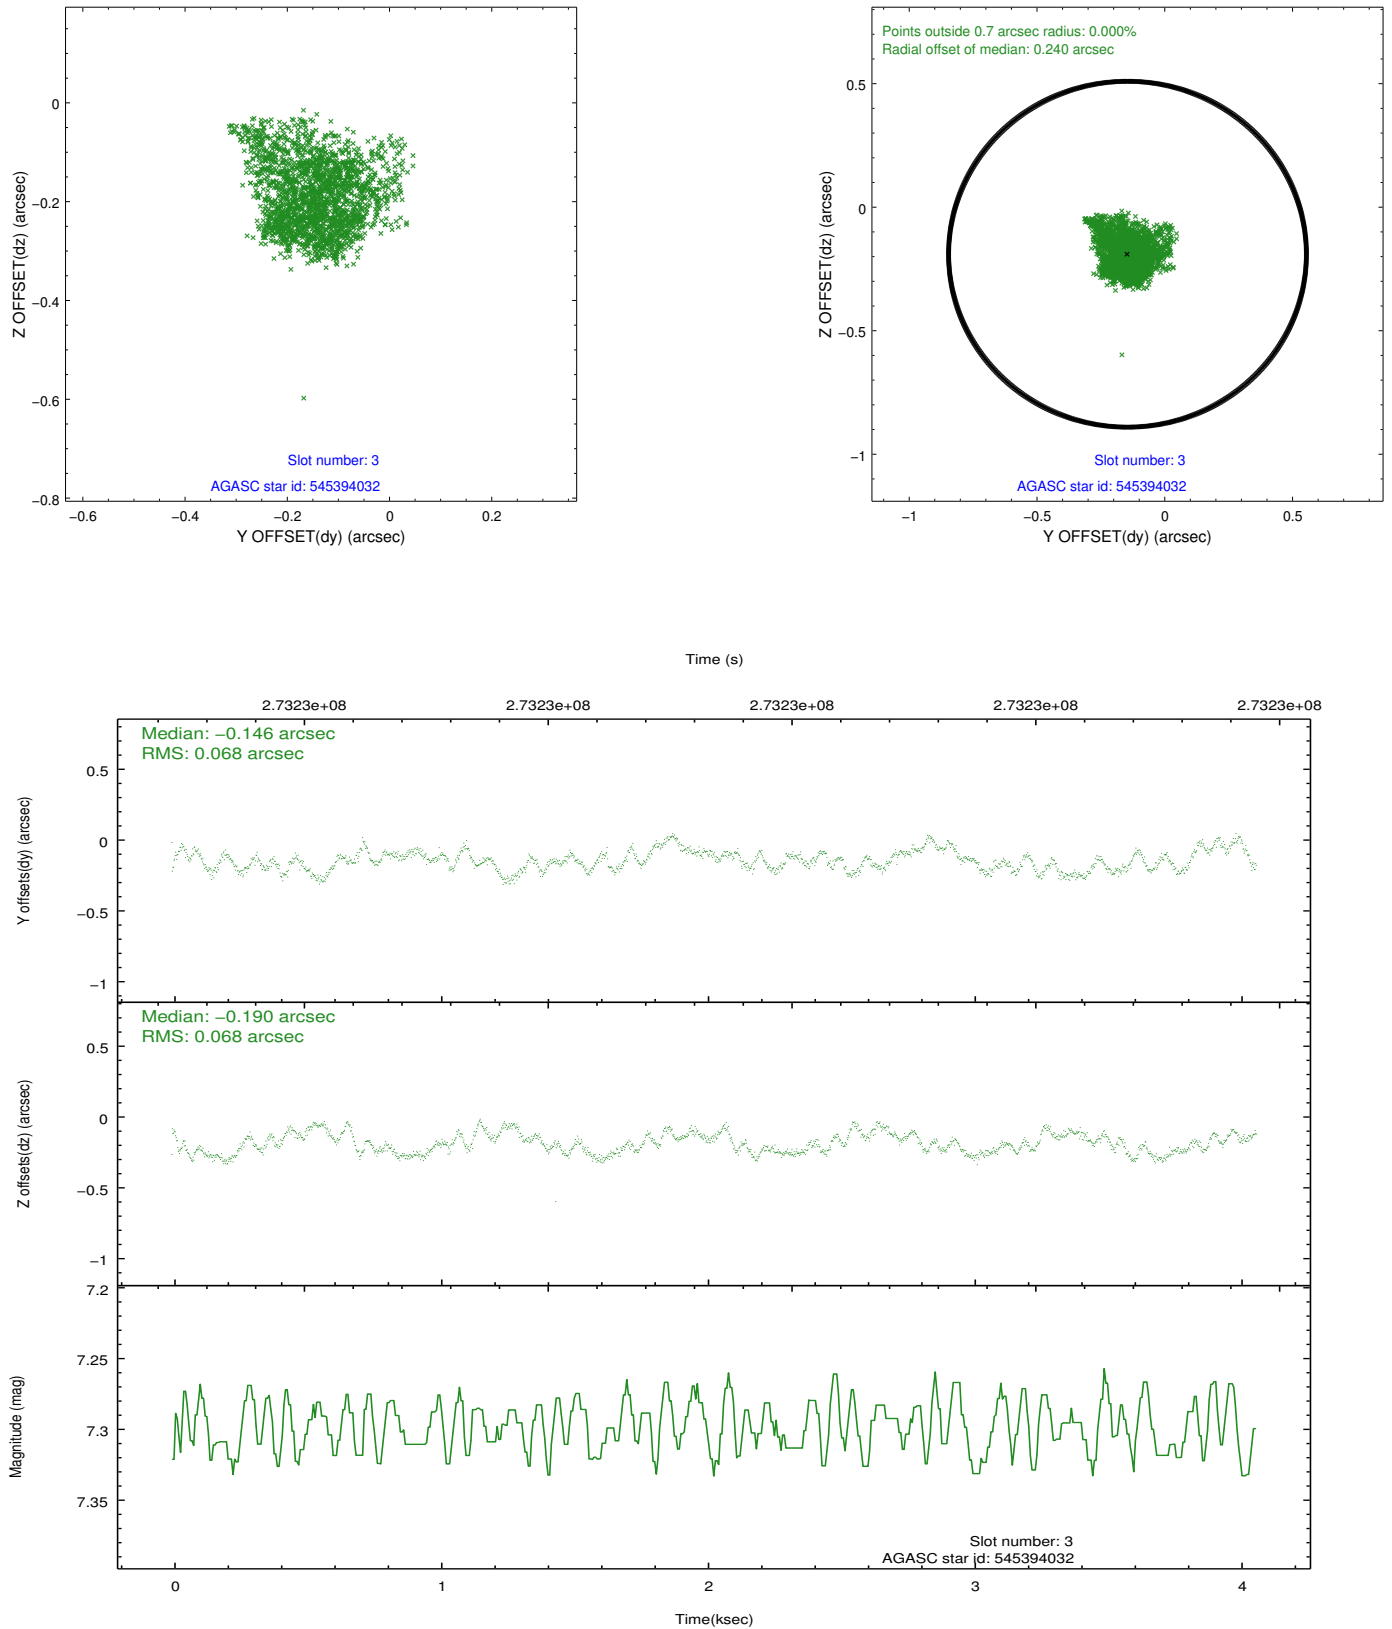 0
−0.2
−0.4
−0.6
−0.8
Z OFFSET(dz) (arcsec)
Slot number: 3
AGASC star id: 545394032
−0.6
−0.4
−0.2
0
0.2
Y OFFSET(dy) (arcsec)
Points outside 0.7 arcsec radius: 0.000%
Radial offset of median: 0.240 arcsec
0.5
0
−0.5
−1
Z OFFSET(dz) (arcsec)
Slot number: 3
AGASC star id: 545394032
−1
−0.5
0
0.5
Y OFFSET(dy) (arcsec)
Time (s)
2.7323e+08
2.7323e+08
2.7323e+08
2.7323e+08
2.7323e+08
Median: −0.146 arcsec
RMS: 0.068 arcsec
0.5
0
−0.5
−1
Y offsets(dy) (arcsec)
Median: −0.190 arcsec
RMS: 0.068 arcsec
0.5
0
−0.5
−1
Z offsets(dz) (arcsec)
7.2
7.25
7.3
7.35
Magnitude (mag)
Slot number: 3
AGASC star id: 545394032
0
1
2
3
4
Time(ksec)